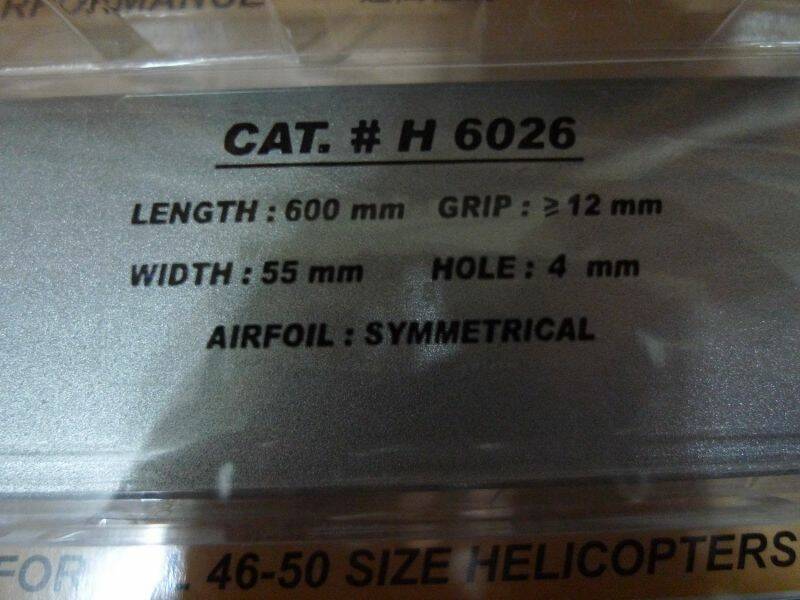 CAT. # H 6026
LENGTH : 600 mm GRIP : ≥ 12 mm
WIDTH : 55 mm HOLE : 4 mm
AIRFOIL : SYMMETRICAL
FOR 46-50 SIZE HELICOPTERS